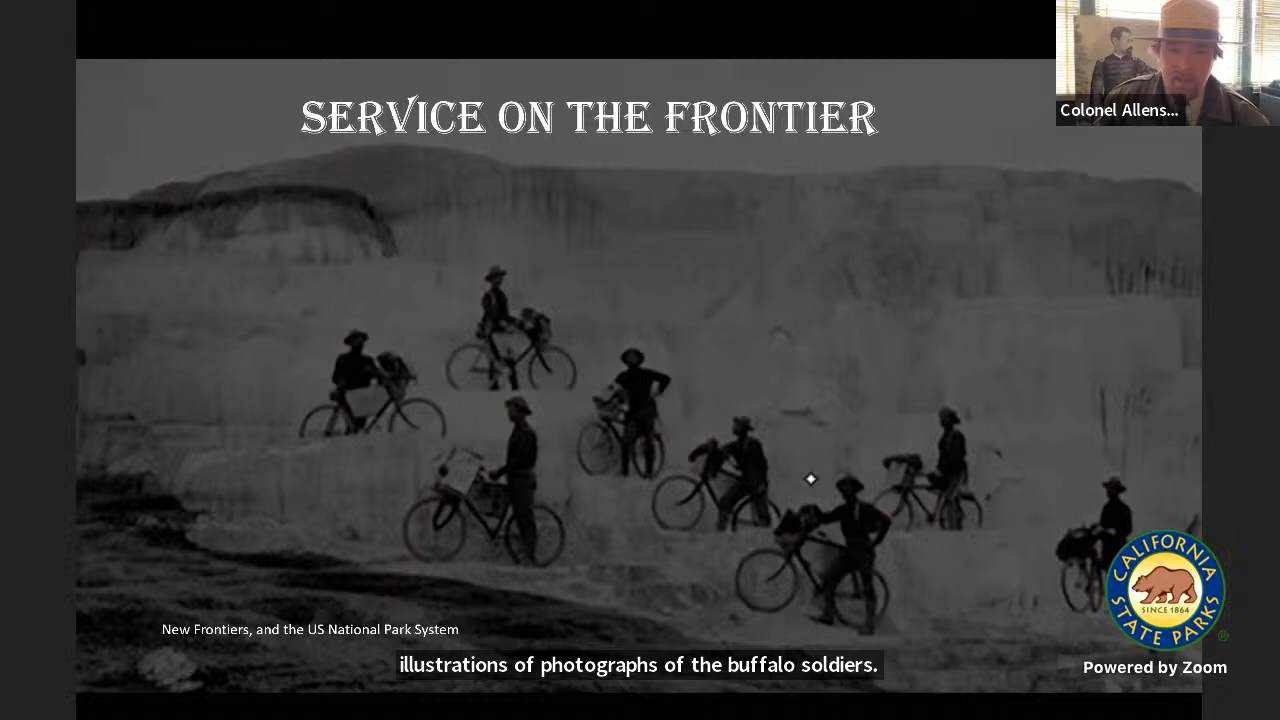 SERVICE ON THE FRONTIER
Colonel Allens...
CALIFORNIA
SINCE 1864
STATE PARKS
®
New Frontiers, and the US National Park System
illustrations of photographs of the buffalo soldiers.
Powered by Zoom